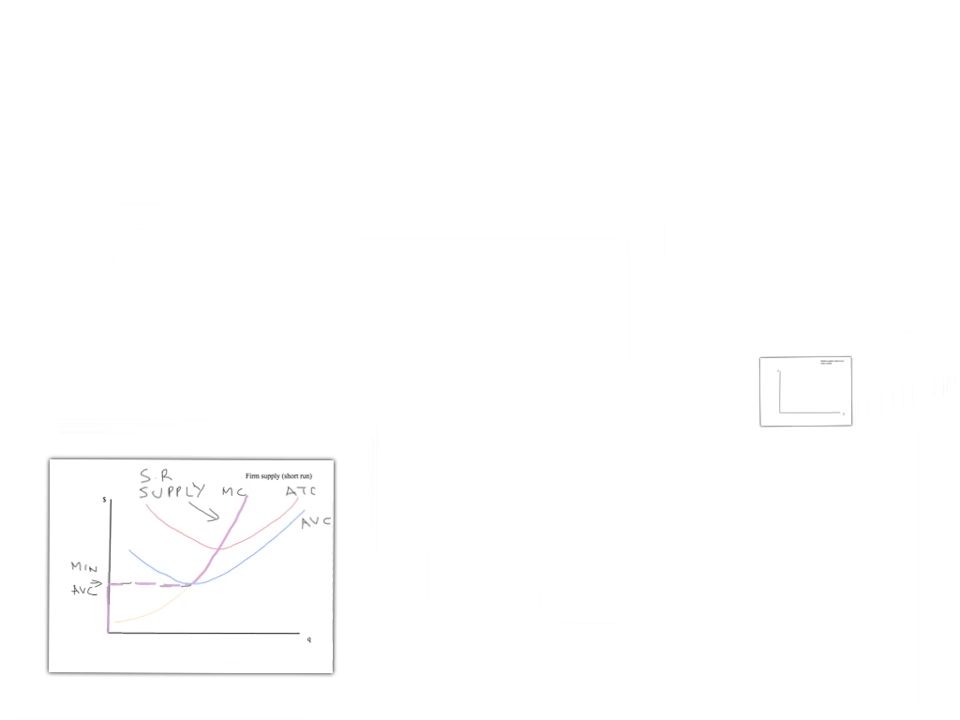 Firm supply (short run)
S.R
SUPPLY MC ATC
$
AVC
MIN
AVC
q